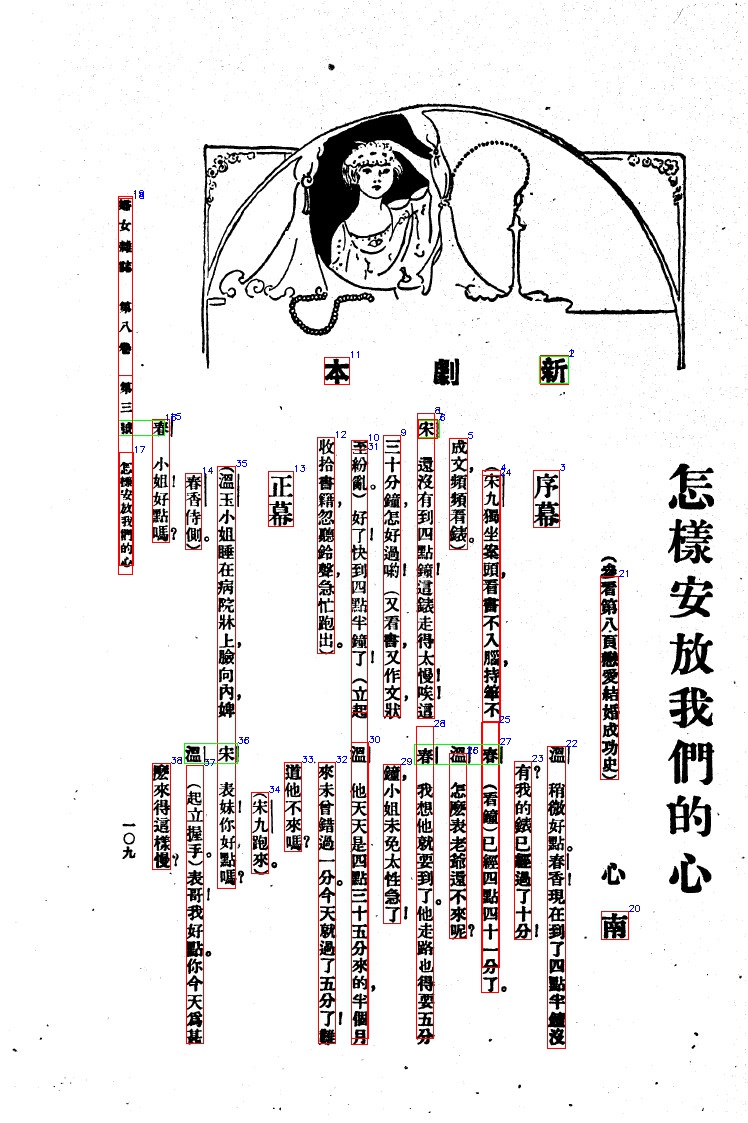 怎樣安放我們的心
(參看第八頁戀愛結婚成功史)
心南
新劇本
序幕
(宋九獨坐案頭,看書不入腦,持筆不
成文,頻頻看錶)
宋 還沒有到四點鐘這錶走得太慢!唉!這
三十分鐘怎好過喲!(又看書,又作文狀
至紛亂)。好了!快到四點半鐘了!(立起
收拾書籍,忽聽鈴聲,急忙跑出)。
正幕
(溫玉小姐睡在病院牀上,臉向內,婢
春香侍側)。
春 小姐!好點嗎?
溫 稍微好點。春香!現在到了四點半鐘沒
有?我的錶已經過了十分!
春 (看鐘)已經四點四十一分了。
溫 怎麽表老爺還不來呢?
春 我想他就要到了。他走路也得要五分
鐘,小姐未免太性急了!
溫 他天天是四點三十五分來的,半個月
來未曾錯過一分。今天就過了五分了!難
道他不來嗎?
(宋九跑來)。
宋 表妹!你好點嗎?
溫 (起立握手)表哥!我好點。你今天爲甚
麽來得這樣慢?
婦女雜誌 第八卷 第三號 怎樣安放我們的心
一〇九